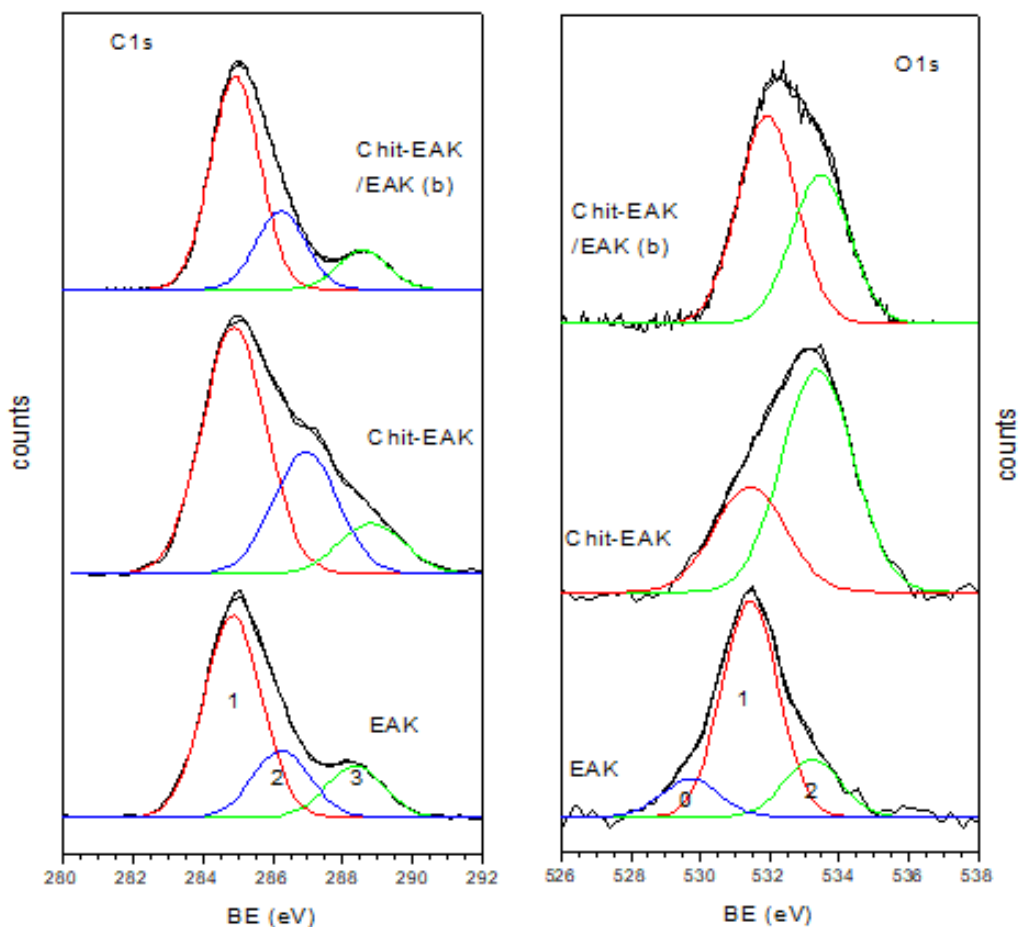 C1s
Chit-EAK
/EAK (b)
Chit-EAK
EAK
1
2
3
counts
280
282
284
286
288
290
292
BE (eV)
O1s
Chit-EAK
/EAK (b)
Chit-EAK
EAK
0
1
2
counts
526
528
530
532
534
536
538
BE (eV)